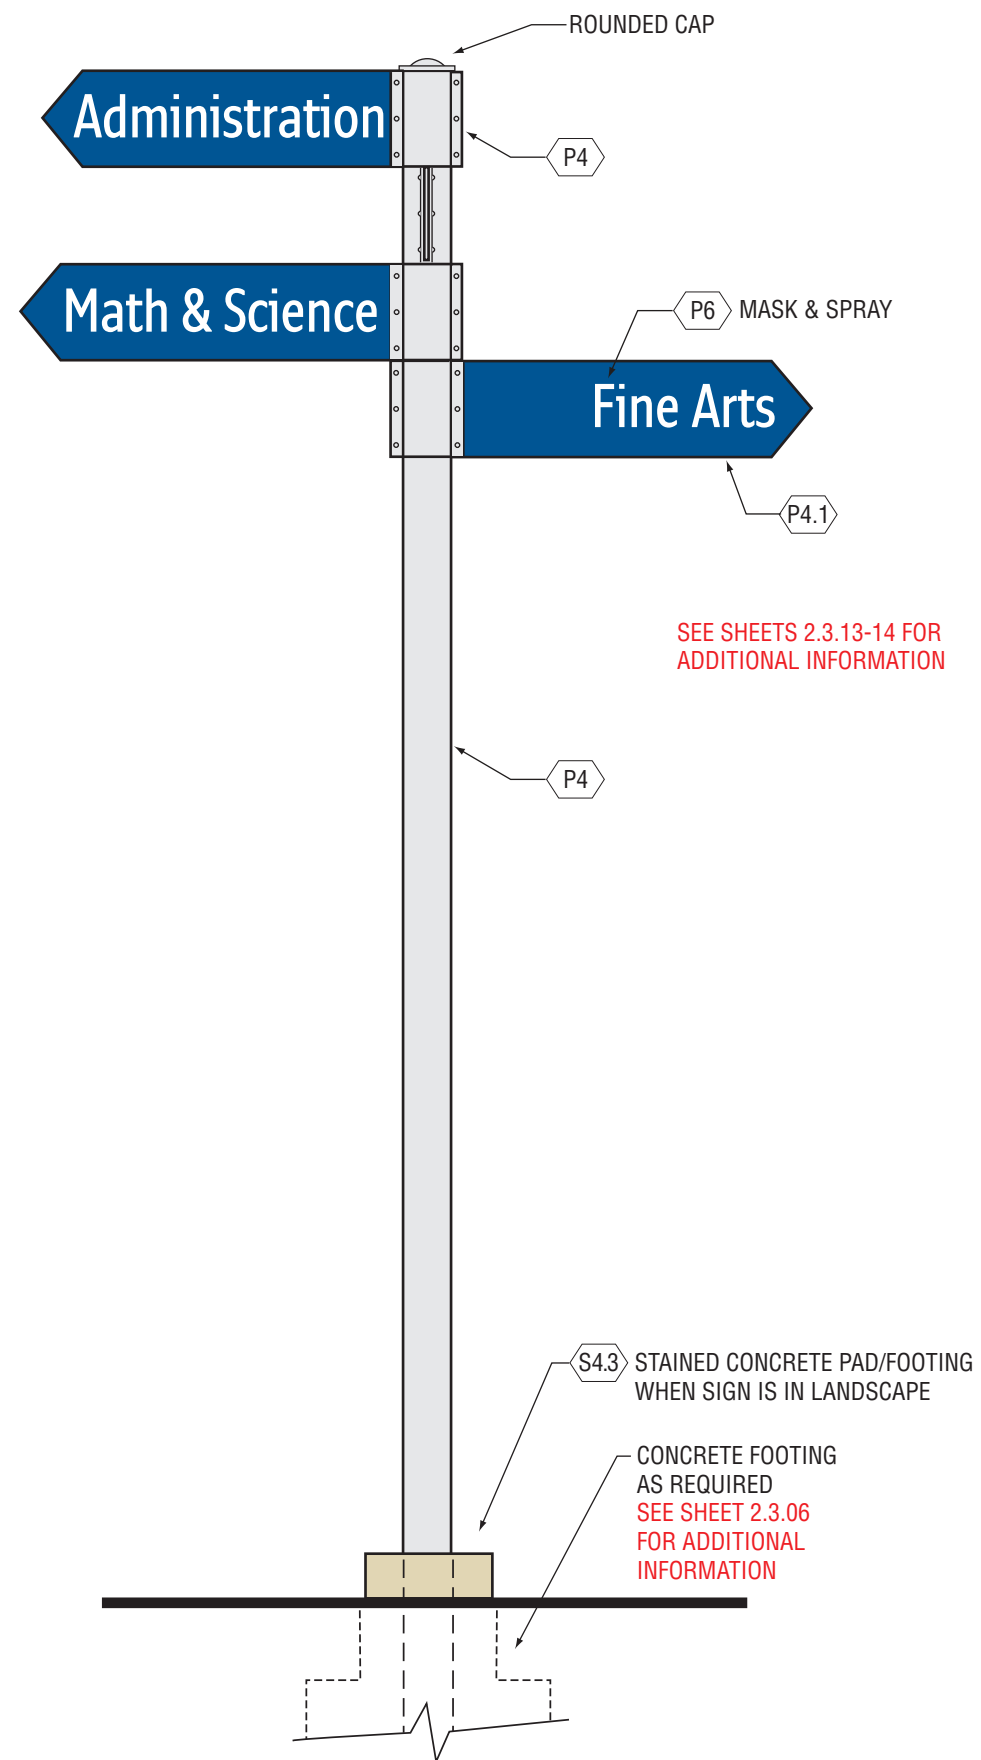 ROUNDED CAP
Administration
P4
Math & Science
P6 MASK & SPRAY
Fine Arts
P4.1
SEE SHEETS 2.3.13-14 FOR
ADDITIONAL INFORMATION
P4
S4.3 STAINED CONCRETE PAD/FOOTING
WHEN SIGN IS IN LANDSCAPE
CONCRETE FOOTING
AS REQUIRED
SEE SHEET 2.3.06
FOR ADDITIONAL
INFORMATION